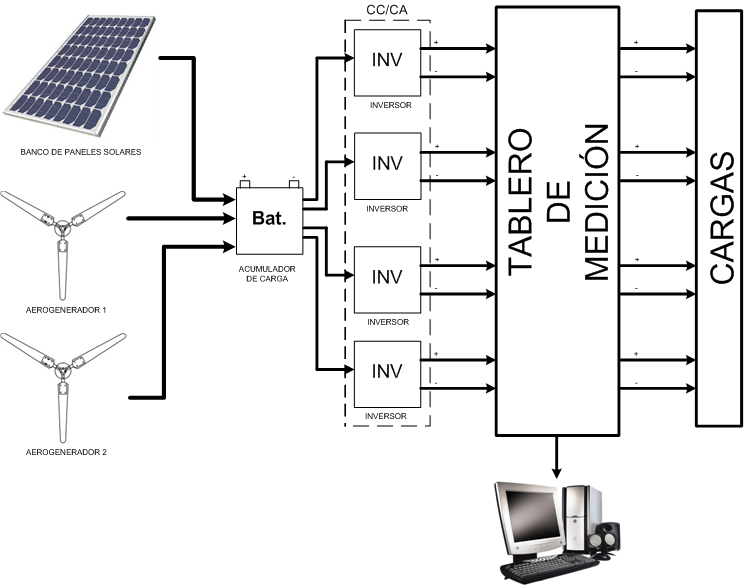 CC/CA
INV
INVERSOR
+
-
+
-
BANCO DE PANELES SOLARES
INV
INVERSOR
+
-
+
-
+
-
Bat.
ACUMULADOR
DE CARGA
AEROGENERADOR 1
INV
INVERSOR
+
-
+
-
AEROGENERADOR 2
INV
INVERSOR
+
-
+
-
TABLERO
DE
MEDICIÓN
CARGAS